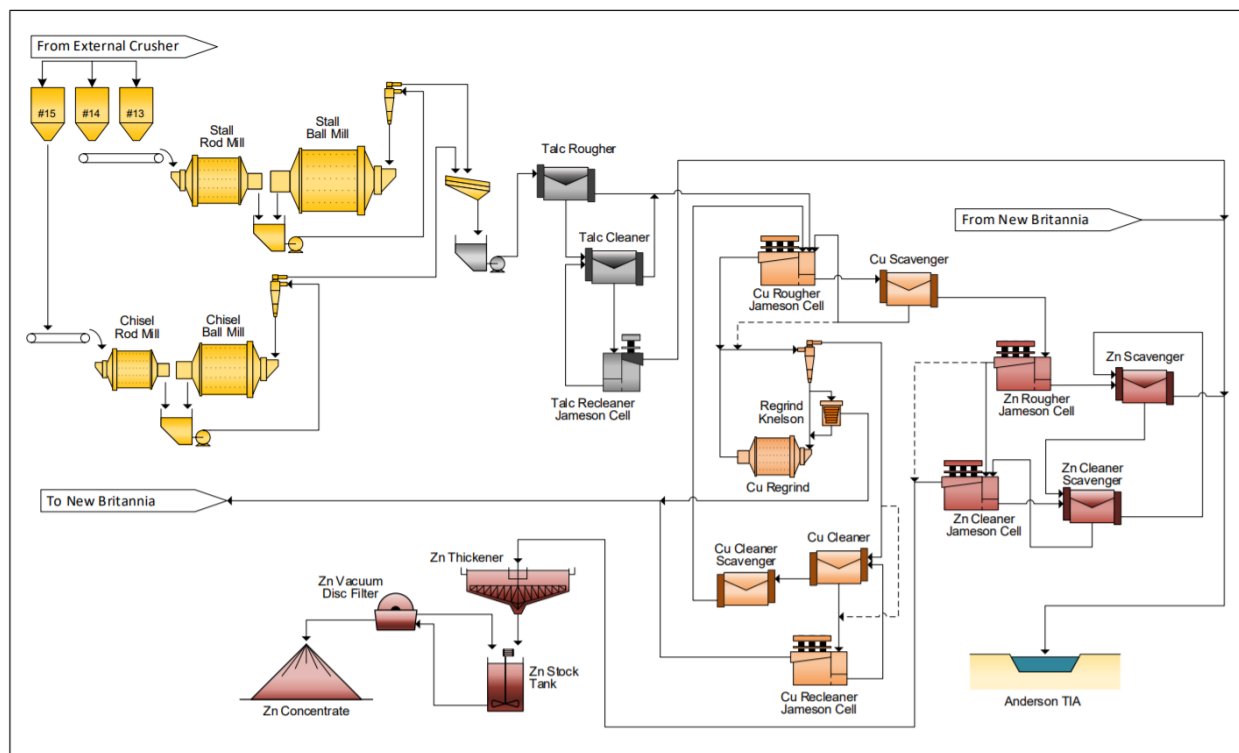 From External Crusher
#15
#14
#13
Stall
Rod Mill
Stall
Ball Mill
Talc Rougher
From New Britannia
Talc Cleaner
Cu Scavenger
Cu Rougher
Jameson Cell
Chisel
Rod Mill
Chisel
Ball Mill
Zn Scavenger
Zn Rougher
Jameson Cell
Talc Recleaner
Jameson Cell
Regrind
Knelson
Cu Regrind
Zn Cleaner
Scavenger
To New Britannia
Zn Cleaner
Jameson Cell
Cu Cleaner
Cu Cleaner
Scavenger
Zn Thickener
Zn Vacuum
Disc Filter
Zn Stock
Tank
Zn Concentrate
Cu Recleaner
Jameson Cell
Anderson TIA